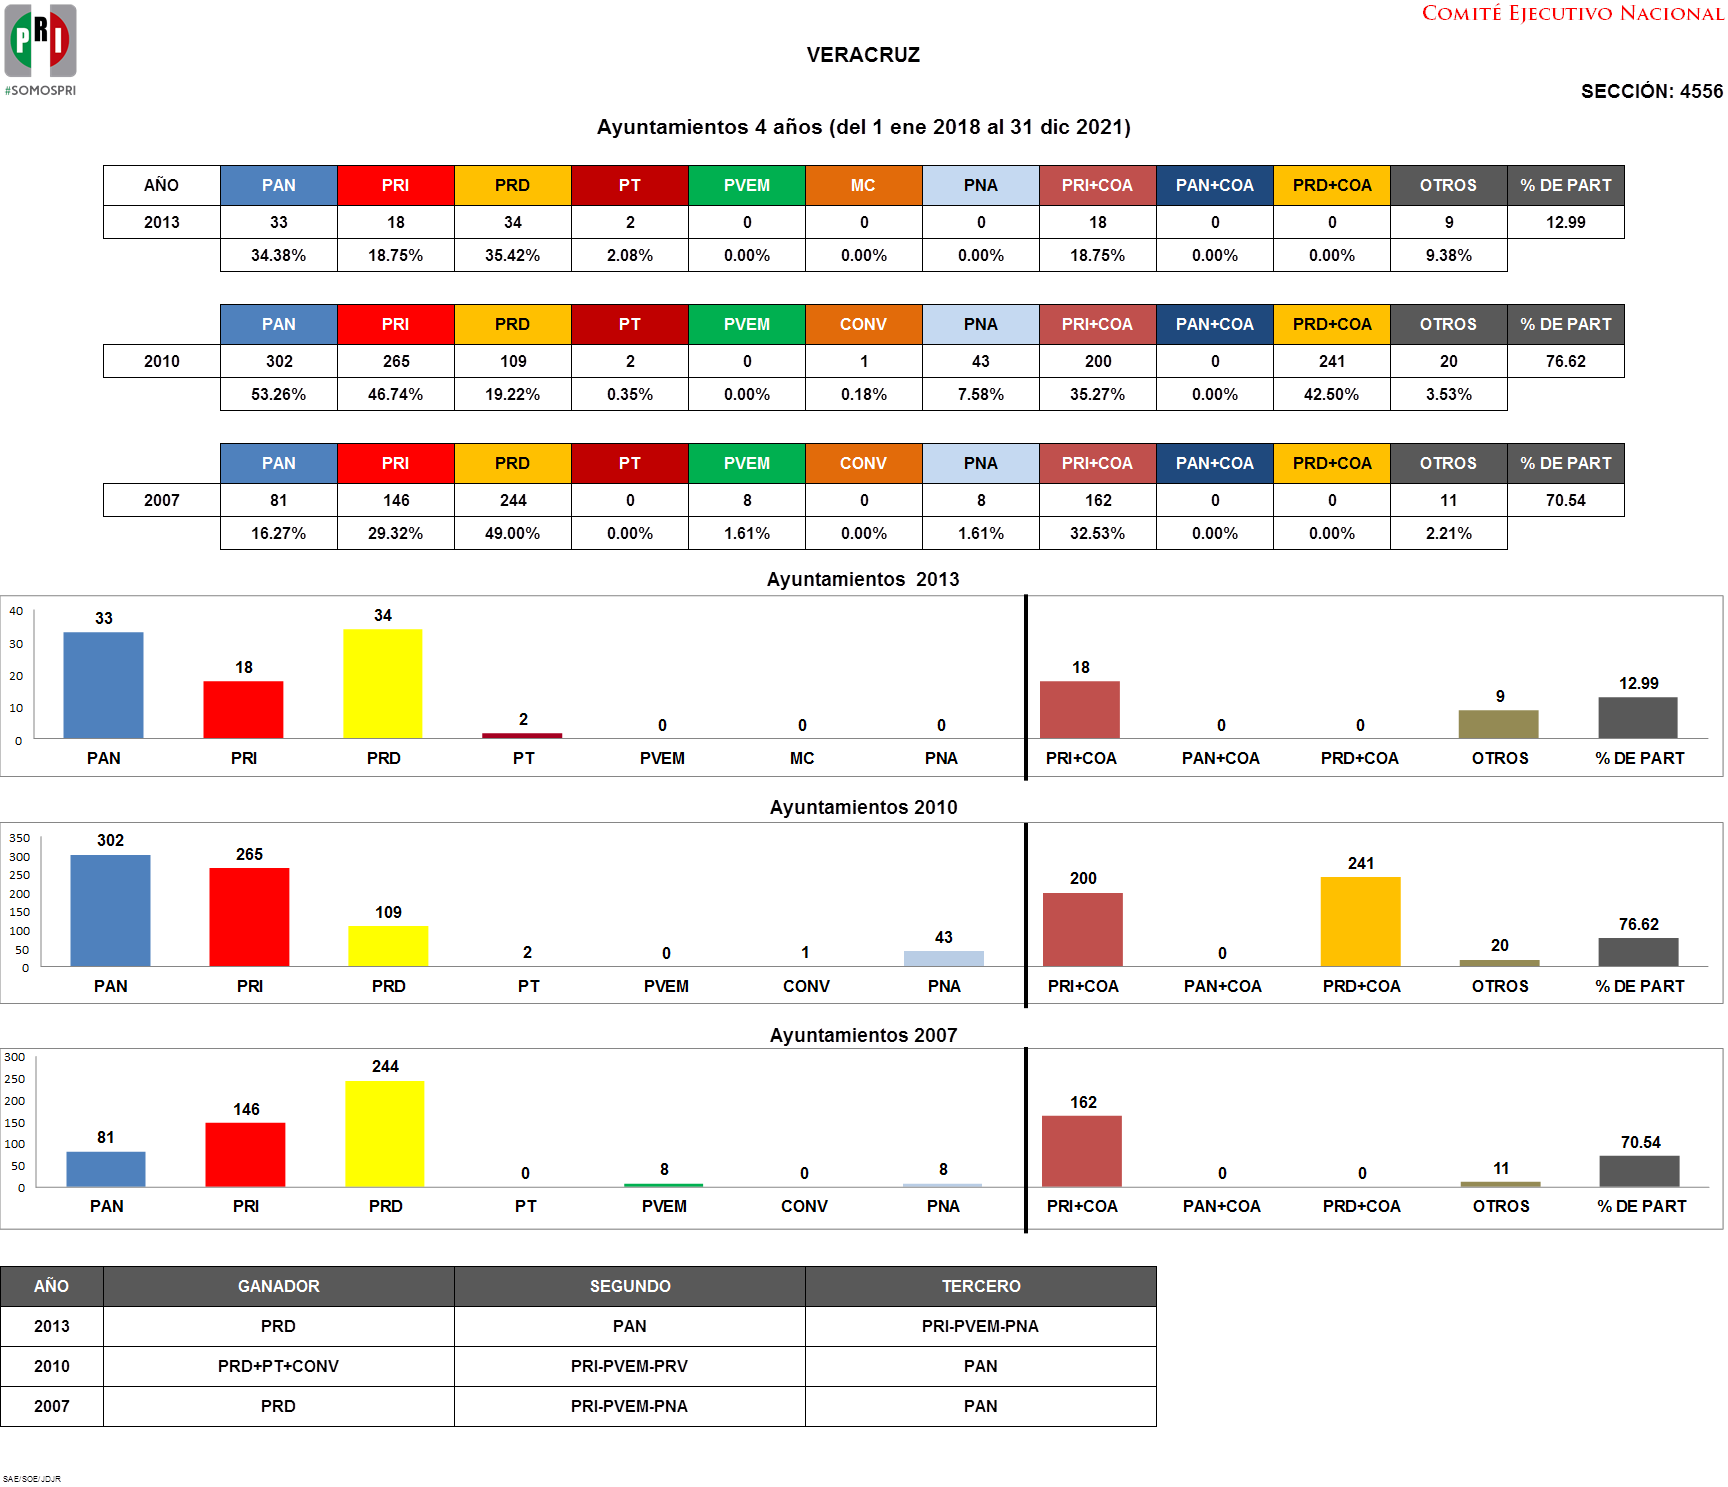 PRI
#SOMOSPRI
Comité Ejecutivo Nacional
VERACRUZ
SECCIÓN: 4556
Ayuntamientos 4 años (del 1 ene 2018 al 31 dic 2021)
AÑO PAN PRI PRD PT PVEM MC PNA PRI+COA PAN+COA PRD+COA OTROS % DE PART
2013 33 18 34 2 0 0 0 18 0 0 9 12.99
34.38% 18.75% 35.42% 2.08% 0.00% 0.00% 0.00% 18.75% 0.00% 0.00% 9.38%
PAN PRI PRD PT PVEM CONV PNA PRI+COA PAN+COA PRD+COA OTROS % DE PART
2010 302 265 109 2 0 1 43 200 0 241 20 76.62
53.26% 46.74% 19.22% 0.35% 0.00% 0.18% 7.58% 35.27% 0.00% 42.50% 3.53%
PAN PRI PRD PT PVEM CONV PNA PRI+COA PAN+COA PRD+COA OTROS % DE PART
2007 81 146 244 0 8 0 8 162 0 0 11 70.54
16.27% 29.32% 49.00% 0.00% 1.61% 0.00% 1.61% 32.53% 0.00% 0.00% 2.21%
Ayuntamientos 2013
40
30
20
10
0
33 18 34 2 0 0 0 18 0 0 9 12.99
PAN PRI PRD PT PVEM MC PNA PRI+COA PAN+COA PRD+COA OTROS % DE PART
Ayuntamientos 2010
350
300
250
200
150
100
50
0
302 265 109 2 0 1 43 200 0 241 20 76.62
PAN PRI PRD PT PVEM CONV PNA PRI+COA PAN+COA PRD+COA OTROS % DE PART
Ayuntamientos 2007
300
250
200
150
100
50
0
81 146 244 0 8 0 8 162 0 0 11 70.54
PAN PRI PRD PT PVEM CONV PNA PRI+COA PAN+COA PRD+COA OTROS % DE PART
AÑO GANADOR SEGUNDO TERCERO
2013 PRD PAN PRI-PVEM-PNA
2010 PRD+PT+CONV PRI-PVEM-PRV PAN
2007 PRD PRI-PVEM-PNA PAN
SAE/SOE/JDJR